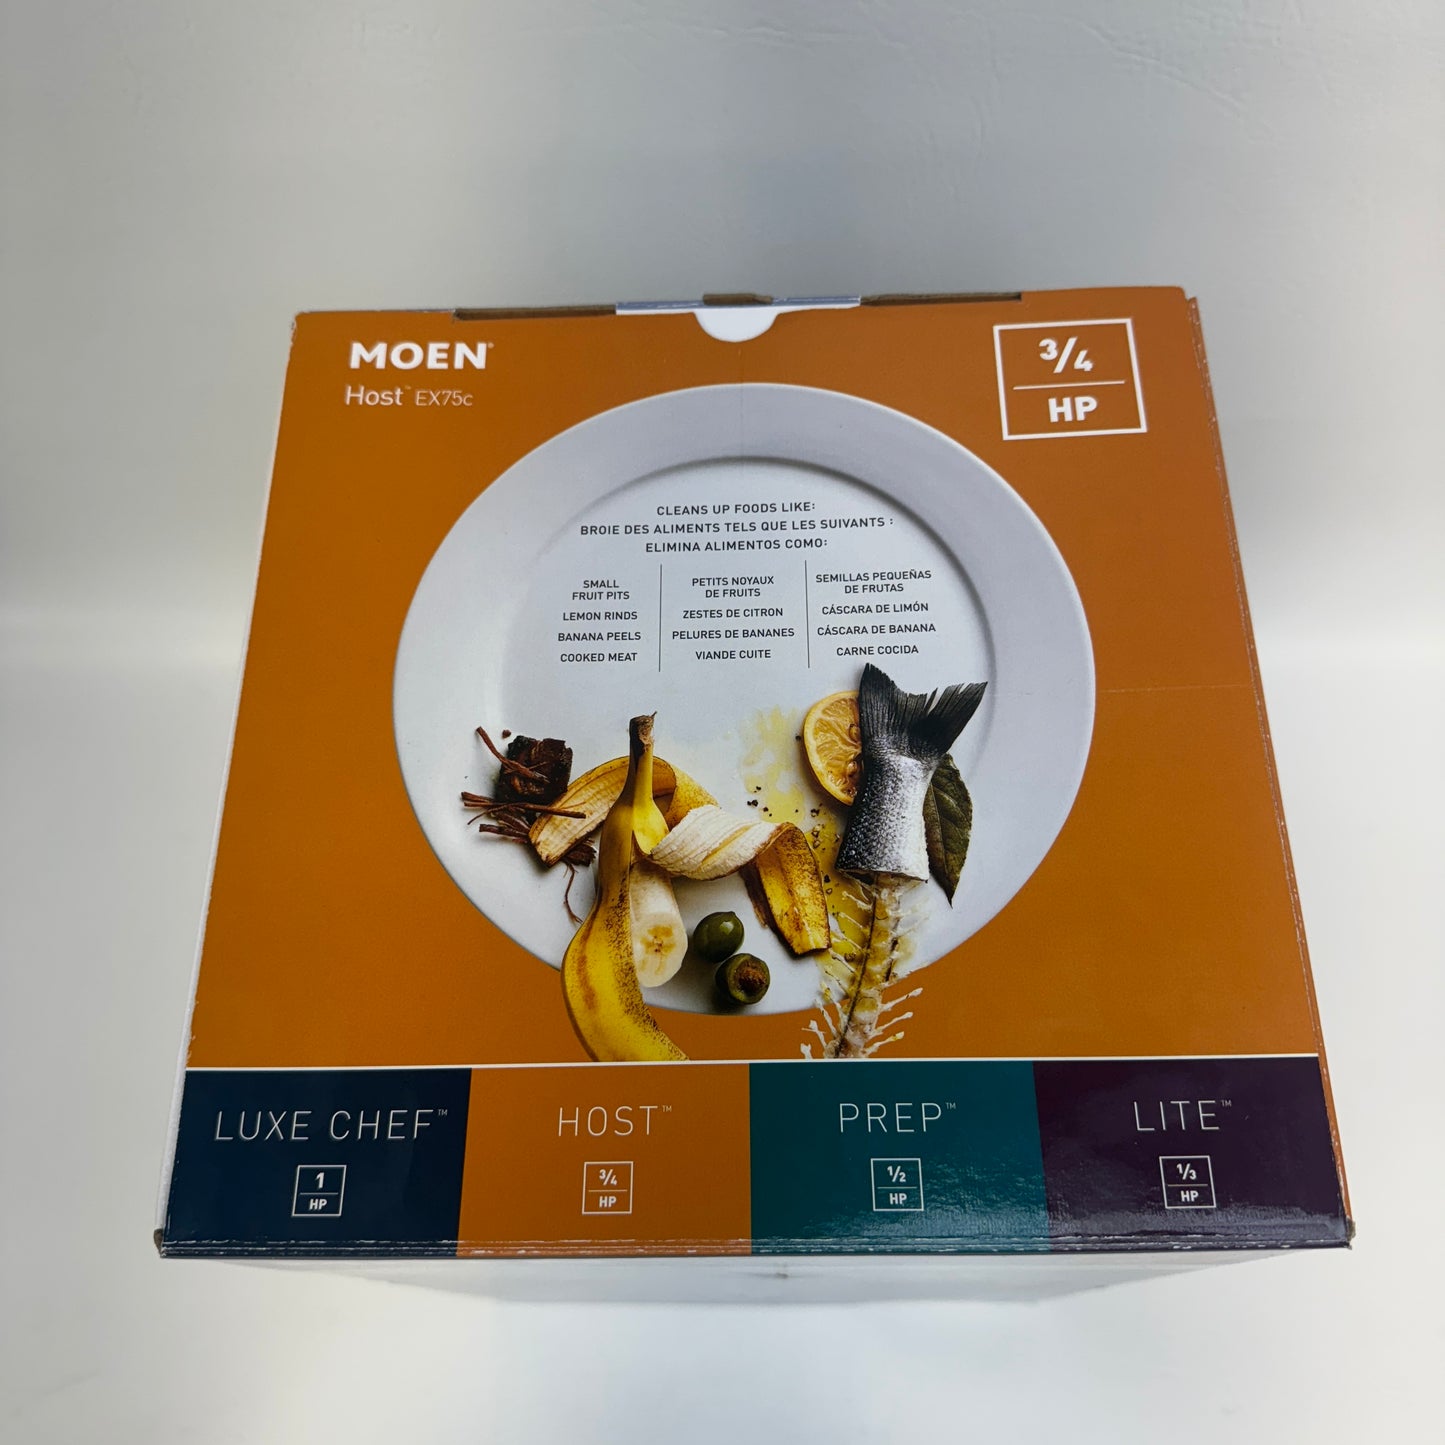 MOEN®
Host™ EX75c
3/4
HP
CLEANS UP FOODS LIKE:
BROIE DES ALIMENTS TELS QUE LES SUIVANTS :
ELIMINA ALIMENTOS COMO:
SMALL
FRUIT PITS
LEMON RINDS
BANANA PEELS
COOKED MEAT
PETITS NOYAUX
DE FRUITS
ZESTES DE CITRON
PELURES DE BANANES
VIANDE CUITE
SEMILLAS PEQUEÑAS
DE FRUTAS
CÁSCARA DE LIMÓN
CÁSCARA DE BANANA
CARNE COCIDA
LUXE CHEF™
1
HP
HOST™
3/4
HP
PREP™
1/2
HP
LITE™
1/3
HP